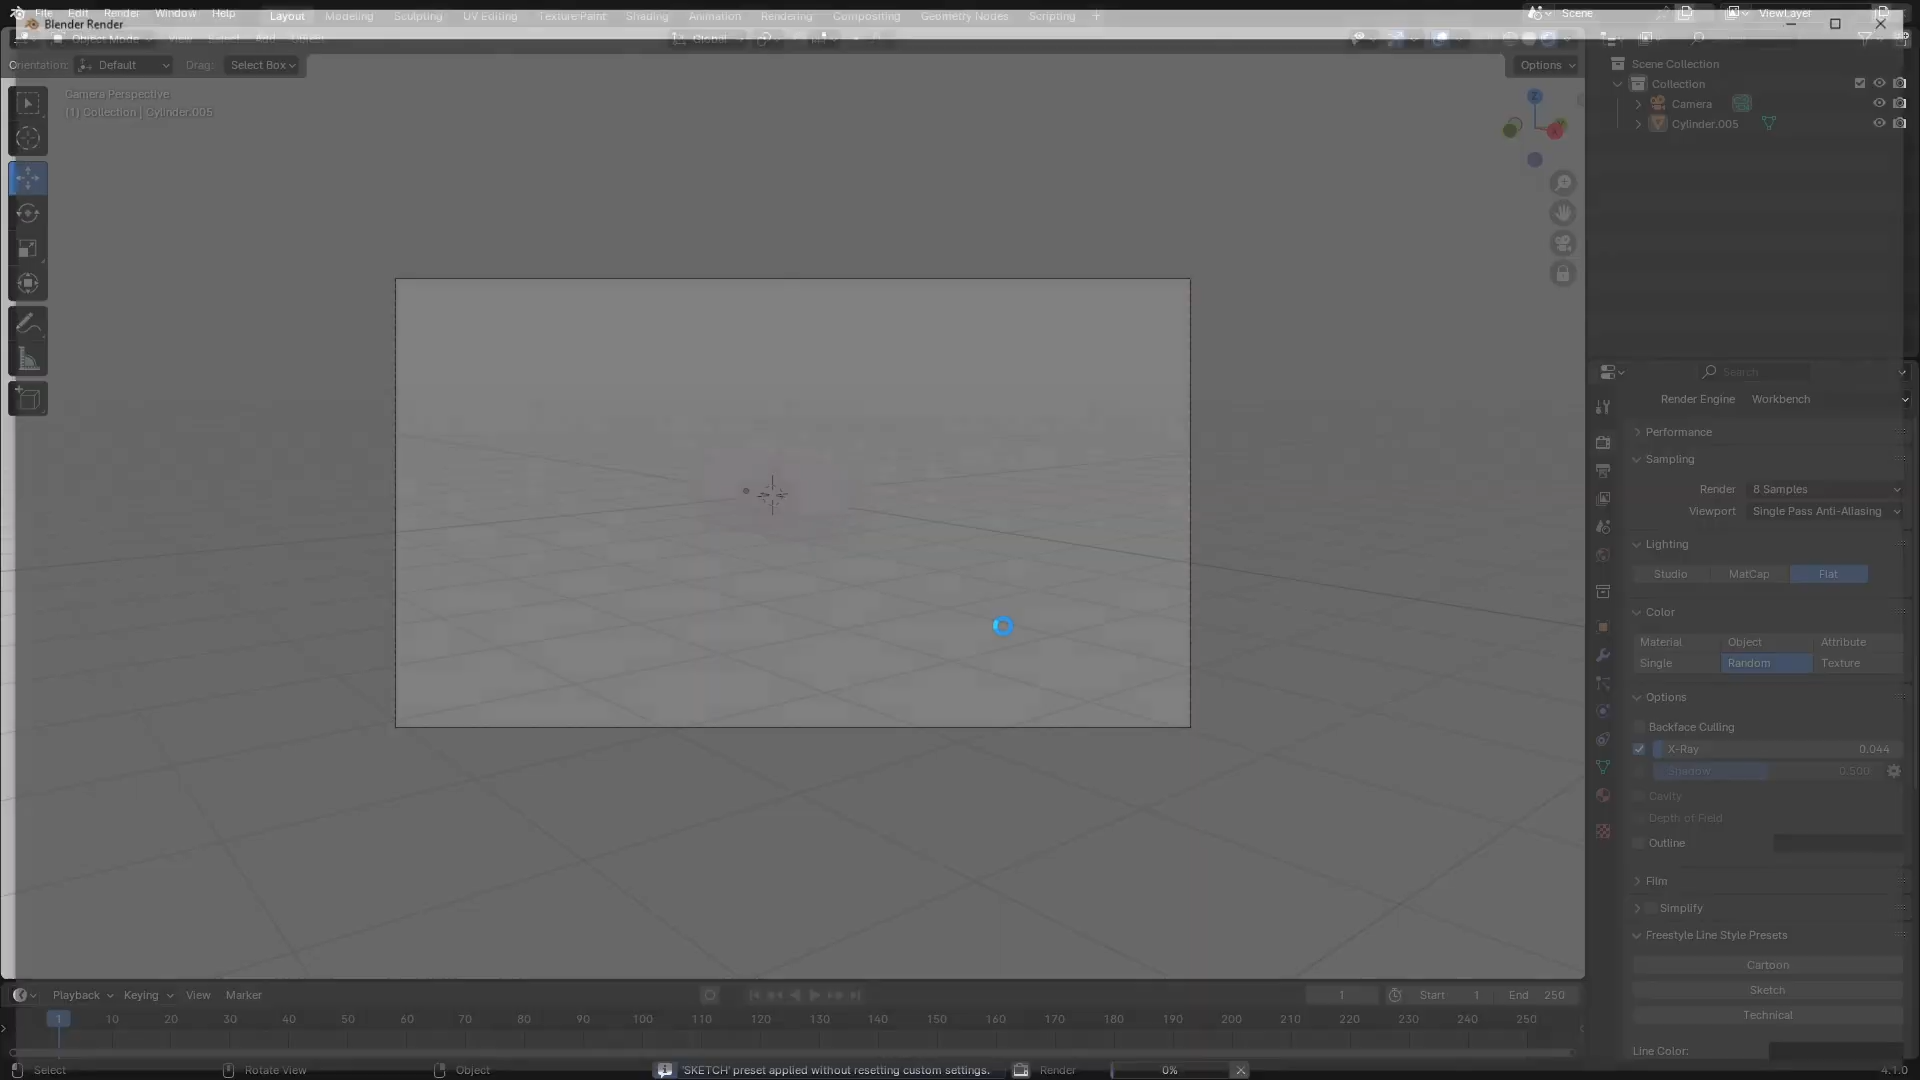 File Edit Render Window Help Layout Modeling Sculpting UV Editing Texture Paint Shading Animation Rendering Compositing Geometry Nodes Scripting + Scene ViewLayer
Blender Render
Object Mode View Select Add Object Global
Orientation: Default Drag: Select Box Options
Camera Perspective
(1) Collection | Cylinder.005
Z
Scene Collection
Collection
Camera
Cylinder.005
Search
Render Engine Workbench
Performance
Sampling
Render 8 Samples
Viewport Single Pass Anti-Aliasing
Lighting
Studio MatCap Flat
Color
Material Object Attribute
Single Random Texture
Options
Backface Culling
X-Ray 0.044
Shadow 0.500
Cavity
Depth of Field
Outline
Film
Simplify
Freestyle Line Style Presets
Cartoon
Sketch
Technical
Line Color:
Playback Keying View Marker 1 Start 1 End 250
1 10 20 30 40 50 60 70 80 90 100 110 120 130 140 150 160 170 180 190 200 210 220 230 240 250
Select Rotate View Object 'SKETCH' preset applied without resetting custom settings. Render 0% 4.1.0